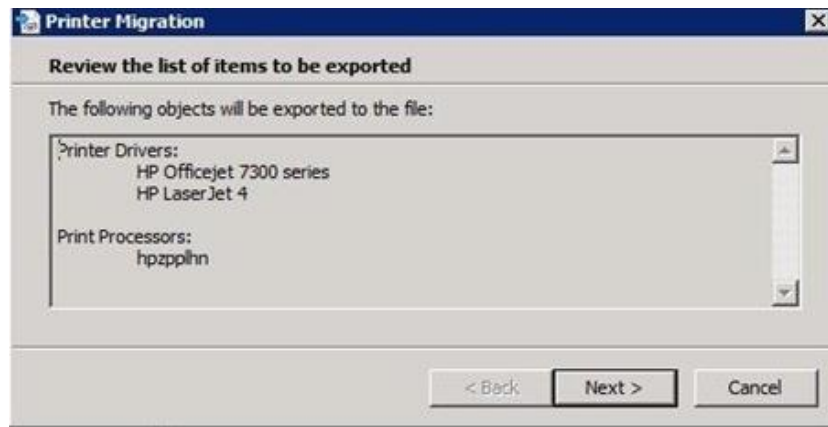 Printer Migration
Review the list of items to be exported
The following objects will be exported to the file:
Printer Drivers:
HP Officejet 7300 series
HP LaserJet 4
Print Processors:
hpzpplhn
< Back
Next >
Cancel